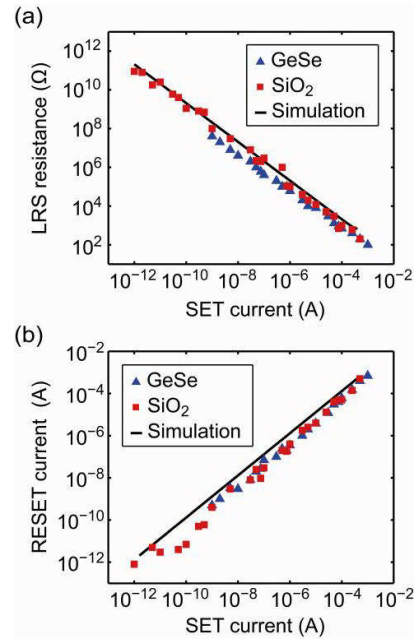 (a)
10^12
10^10
10^8
10^6
10^4
10^2
LRS resistance (Ω)
GeSe
SiO₂
Simulation
10^-12 10^-10 10^-8 10^-6 10^-4 10^-2
SET current (A)
(b)
10^-2
10^-4
10^-6
10^-8
10^-10
10^-12
RESET current (A)
GeSe
SiO₂
Simulation
10^-12 10^-10 10^-8 10^-6 10^-4 10^-2
SET current (A)